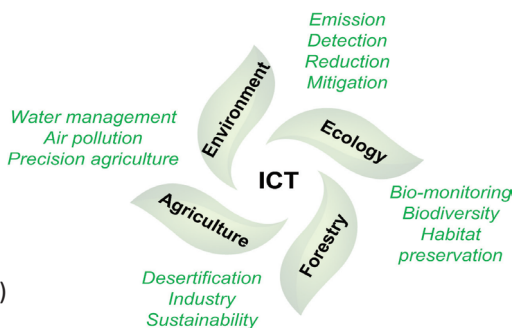 Emission
Detection
Reduction
Mitigation
Environment
Water management
Air pollution
Precision agriculture
Ecology
ICT
Bio-monitoring
Biodiversity
Habitat
preservation
Agriculture
Forestry
Desertification
Industry
Sustainability
)